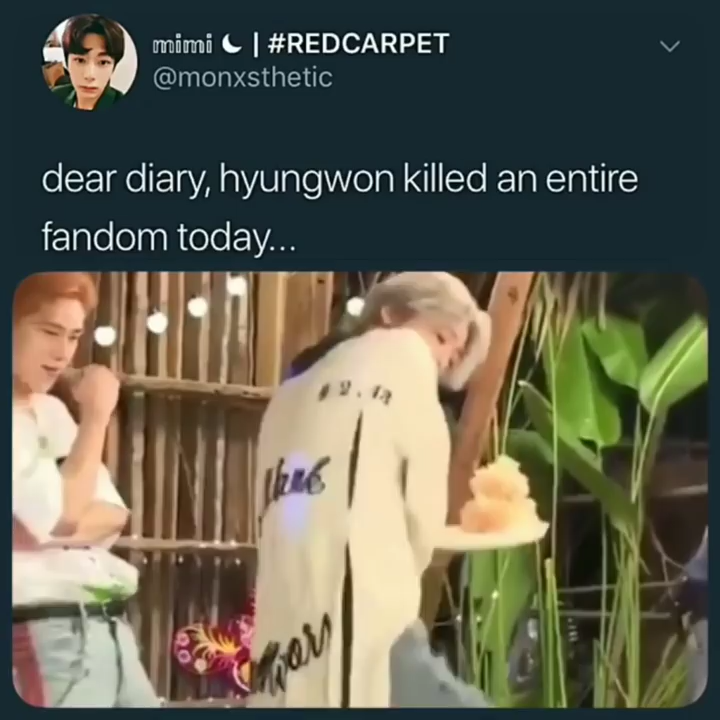 mimi ⏾ | #REDCARPET
@monxsthetic
dear diary, hyungwon killed an entire
fandom today...